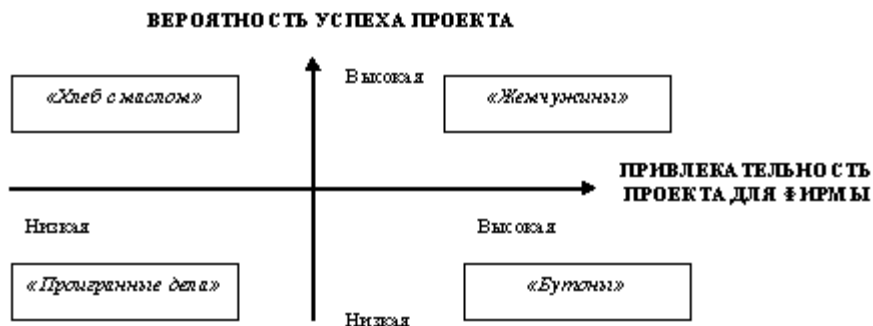 ВЕРОЯТНОСТЬ УСПЕХА ПРОЕКТА
Высокая
«Хлеб с маслом»
«Жемчужины»
ПРИВЛЕКАТЕЛЬНОСТЬ
ПРОЕКТА ДЛЯ ФИРМЫ
Низкая
Высокая
«Проигранные дела»
«Бутоны»
Низкая